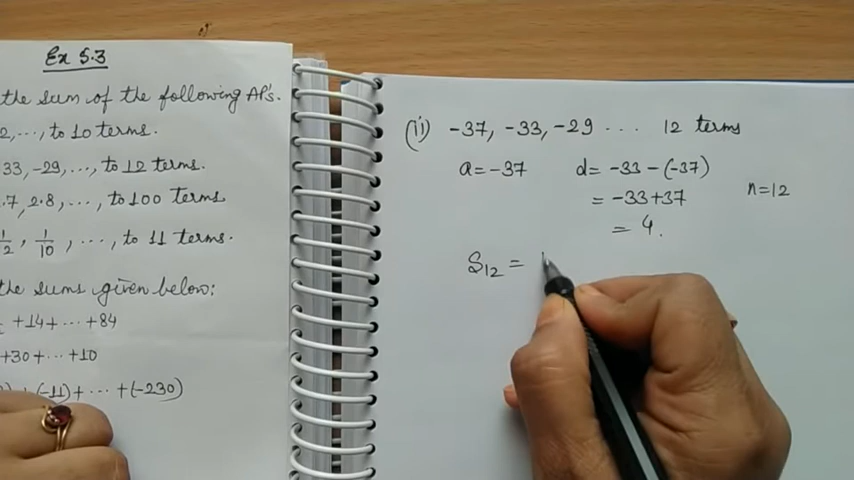 Ex 5.3
the sum of the following AP's.
2, ..., to 10 terms.
33, -29, ..., to 12 terms.
.7, 2.8, ..., to 100 terms
1/2, 1/10, ..., to 11 terms.
the sums given below:
+14+ ... +84
+30+ ... +10
+(-11)+ ... +(-230)
(ii) -37, -33, -29 ... 12 terms
a=-37 d= -33-(-37)
= -33+37 n=12
= 4.
S12 =